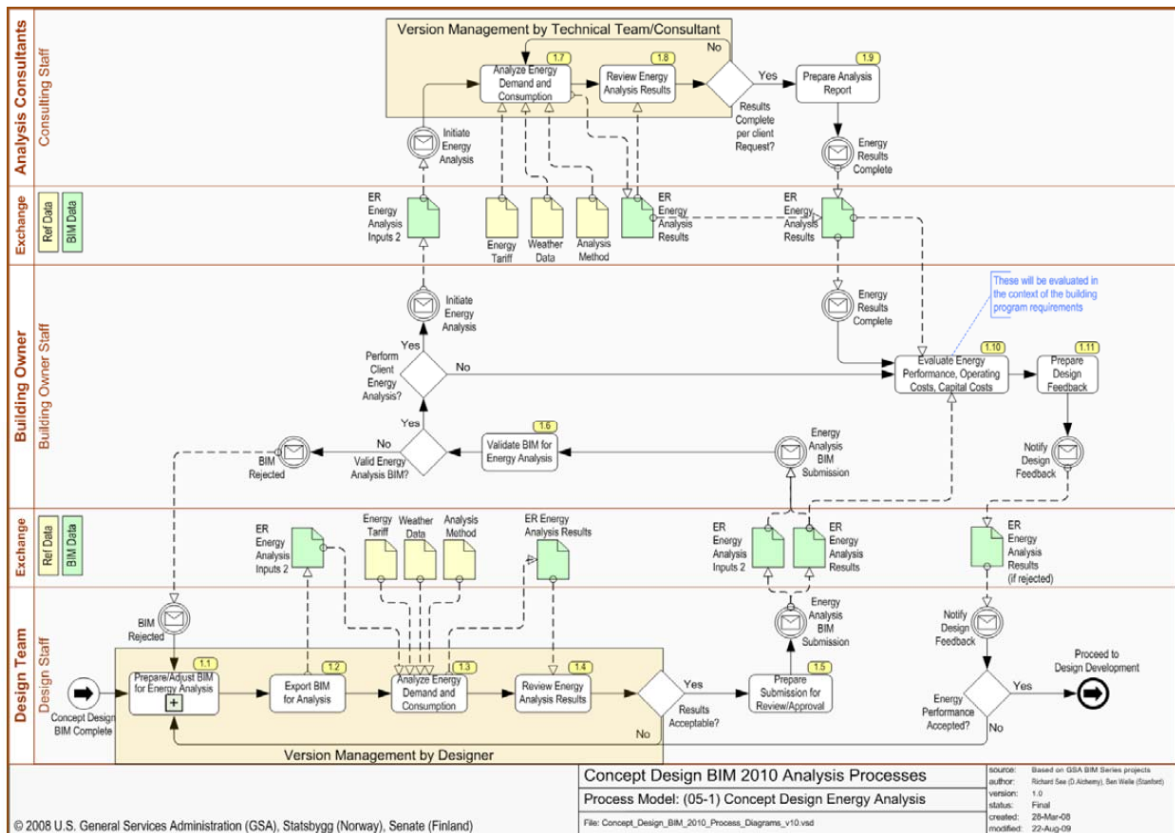 Analysis Consultants
Consulting Staff
Version Management by Technical Team/Consultant
No
1.7
Analyze Energy
Demand and
Consumption
1.8
Review Energy
Analysis Results
Yes
Results
Complete
per client
Request?
1.9
Prepare Analysis
Report
Initiate
Energy
Analysis
Energy
Results
Complete
Exchange
Ref Data
BIM Data
ER
Energy
Analysis
Inputs 2
Energy
Tariff
Weather
Data
Analysis
Method
ER
Energy
Analysis
Results
ER
Energy
Analysis
Results
Building Owner
Building Owner Staff
Initiate
Energy
Analysis
Energy
Results
Complete
These will be evaluated in
the context of the building
program requirements
Yes
Perform
Client
Energy
Analysis?
No
1.10
Evaluate Energy
Performance, Operating
Costs, Capital Costs
1.11
Prepare
Design
Feedback
Yes
No
BIM
Rejected
Valid Energy
Analysis BIM?
1.6
Validate BIM for
Energy Analysis
Energy
Analysis
BIM
Submission
Notify
Design
Feedback
Exchange
Ref Data
BIM Data
ER
Energy
Analysis
Inputs 2
Energy
Tariff
Weather
Data
Analysis
Method
ER Energy
Analysis Results
ER
Energy
Analysis
Inputs 2
ER
Energy
Analysis
Results
ER
Energy
Analysis
Results
(if rejected)
Design Team
Design Staff
BIM
Rejected
Energy
Analysis
BIM
Submission
Notify
Design
Feedback
Proceed to
Design Development
Concept Design
BIM Complete
1.1
Prepare/Adjust BIM
for Energy Analysis
1.2
Export BIM
for Analysis
1.3
Analyze Energy
Demand and
Consumption
1.4
Review Energy
Analysis Results
Yes
Results
Acceptable?
No
1.5
Prepare
Submission for
Review/Approval
Energy
Performance
Accepted?
Yes
No
Version Management by Designer
Concept Design BIM 2010 Analysis Processes
Process Model: (05-1) Concept Design Energy Analysis
File: Concept_Design_BIM_2010_Process_Diagrams_v10.vsd
source: Based on GSA BIM Series projects
author: Richard See (D.Alchemy), Ben Welle (Stanford)
version: 1.0
status: Final
created: 28-Mar-08
modified: 22-Aug-09
© 2008 U.S. General Services Administration (GSA), Statsbygg (Norway), Senate (Finland)